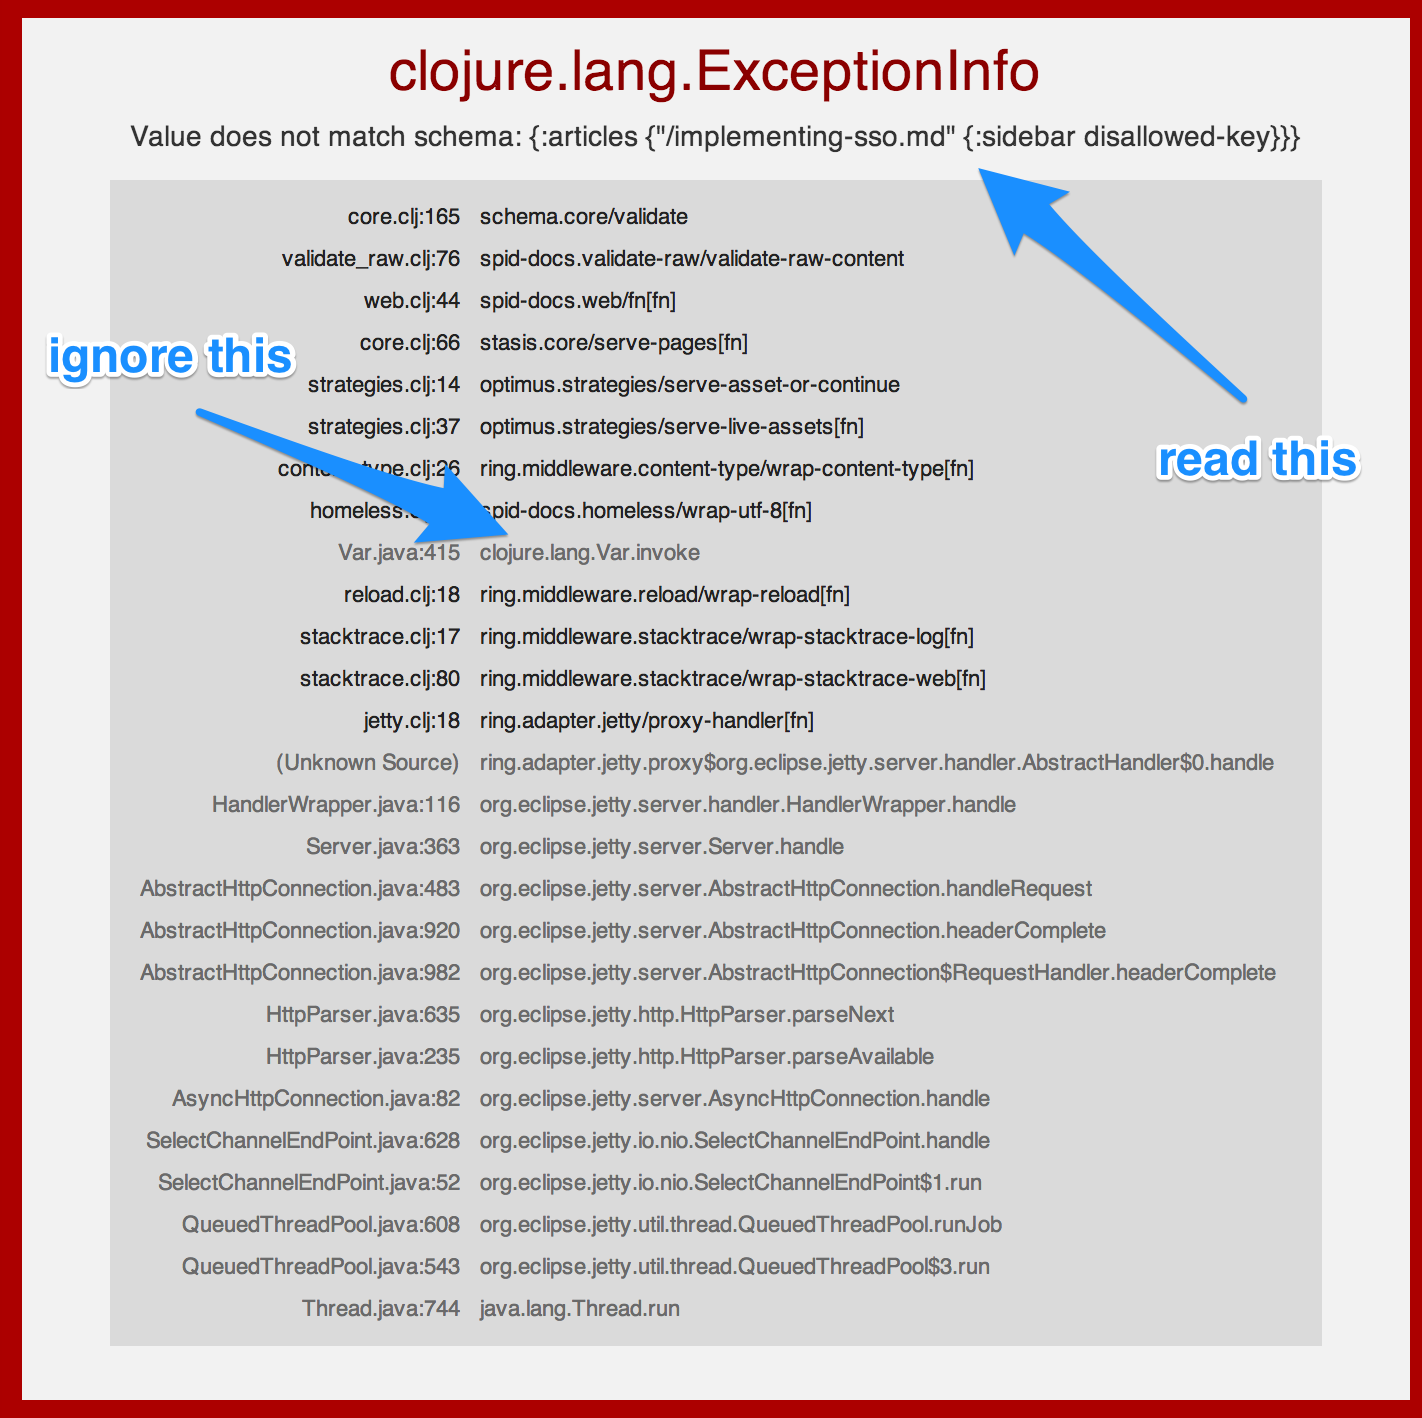 clojure.lang.ExceptionInfo
Value does not match schema: {:articles {"/implementing-sso.md" {:sidebar disallowed-key}}}
core.clj:165 schema.core/validate
validate_raw.clj:76 spid-docs.validate-raw/validate-raw-content
web.clj:44 spid-docs.web/fn[fn]
core.clj:66 stasis.core/serve-pages[fn]
ignore this
strategies.clj:14 optimus.strategies/serve-asset-or-continue
strategies.clj:37 optimus.strategies/serve-live-assets[fn]
read this
:26 ring.middleware.content-type/wrap-content-type[fn]
spid-docs.homeless/wrap-utf-8[fn]
Var.java:415 clojure.lang.Var.invoke
reload.clj:18 ring.middleware.reload/wrap-reload[fn]
stacktrace.clj:17 ring.middleware.stacktrace/wrap-stacktrace-log[fn]
stacktrace.clj:80 ring.middleware.stacktrace/wrap-stacktrace-web[fn]
jetty.clj:18 ring.adapter.jetty/proxy-handler[fn]
(Unknown Source) ring.adapter.jetty.proxy$org.eclipse.jetty.server.handler.AbstractHandler$0.handle
HandlerWrapper.java:116 org.eclipse.jetty.server.handler.HandlerWrapper.handle
Server.java:363 org.eclipse.jetty.server.Server.handle
AbstractHttpConnection.java:483 org.eclipse.jetty.server.AbstractHttpConnection.handleRequest
AbstractHttpConnection.java:920 org.eclipse.jetty.server.AbstractHttpConnection.headerComplete
AbstractHttpConnection.java:982 org.eclipse.jetty.server.AbstractHttpConnection$RequestHandler.headerComplete
HttpParser.java:635 org.eclipse.jetty.http.HttpParser.parseNext
HttpParser.java:235 org.eclipse.jetty.http.HttpParser.parseAvailable
AsyncHttpConnection.java:82 org.eclipse.jetty.server.AsyncHttpConnection.handle
SelectChannelEndPoint.java:628 org.eclipse.jetty.io.nio.SelectChannelEndPoint.handle
SelectChannelEndPoint.java:52 org.eclipse.jetty.io.nio.SelectChannelEndPoint$1.run
QueuedThreadPool.java:608 org.eclipse.jetty.util.thread.QueuedThreadPool.runJob
QueuedThreadPool.java:543 org.eclipse.jetty.util.thread.QueuedThreadPool$3.run
Thread.java:744 java.lang.Thread.run